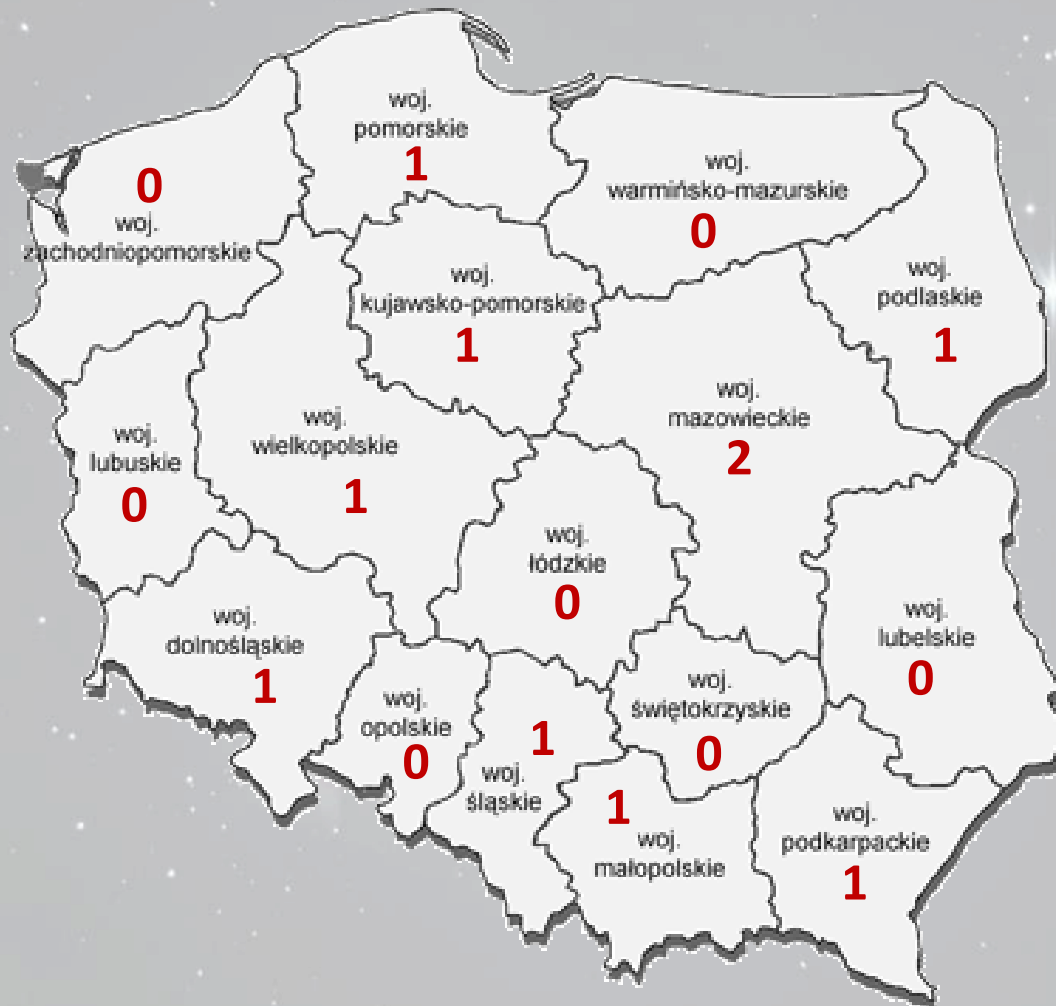 woj.
pomorskie
1
0
woj.
zachodniopomorskie
woj.
warmińsko-mazurskie
0
woj.
kujawsko-pomorskie
1
woj.
podlaskie
1
woj.
mazowieckie
2
woj.
wielkopolskie
1
woj.
lubuskie
0
woj.
łódzkie
0
woj.
lubelskie
0
woj.
dolnośląskie
1
woj.
opolskie
0
1
woj.
śląskie
woj.
świętokrzyskie
0
1
woj.
małopolskie
woj.
podkarpackie
1